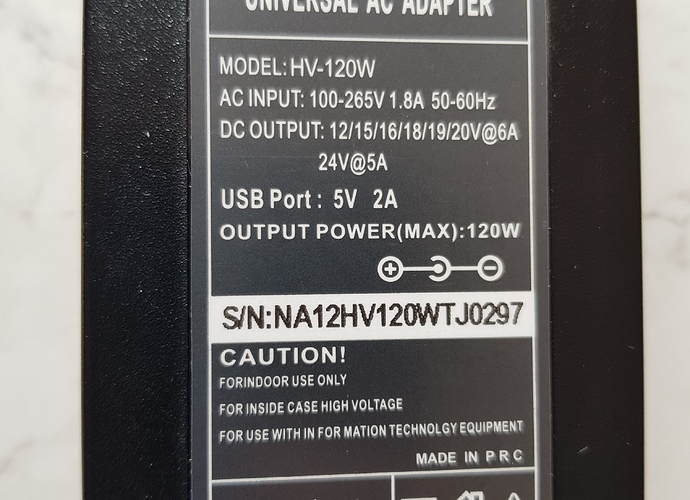 UNIVERSAL AC ADAPTER
MODEL: HV-120W
AC INPUT: 100-265V 1.8A 50-60Hz
DC OUTPUT: 12/15/16/18/19/20V@6A
24V@5A
USB Port : 5V 2A
OUTPUT POWER(MAX):120W
S/N:NA12HV120WTJ0297
CAUTION!
FORINDOOR USE ONLY
FOR INSIDE CASE HIGH VOLTAGE
FOR USE WITH IN FOR MATION TECHNOLGY EQUIPMENT
MADE IN P R C